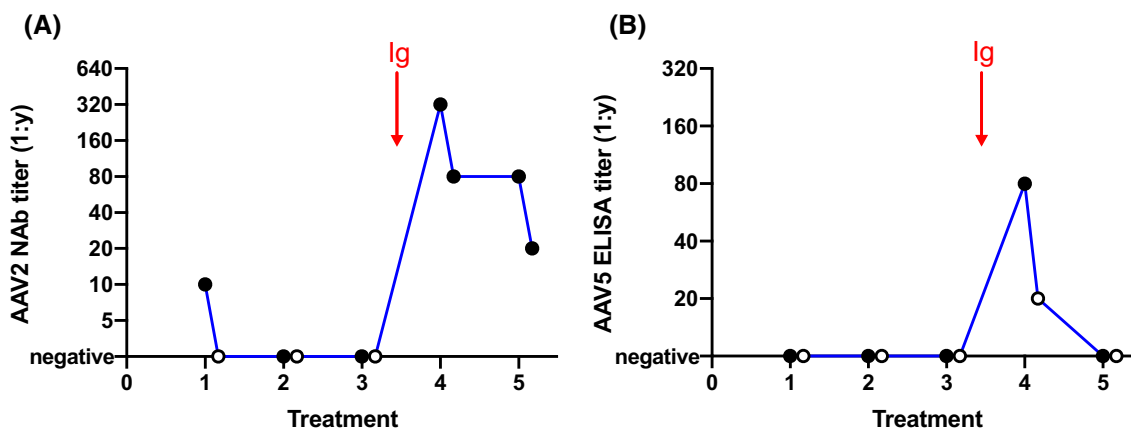 (A)
Ig
AAV2 NAb titer (1:y)
640
320
160
80
40
20
10
5
negative
0 1 2 3 4 5
Treatment
(B)
Ig
AAV5 ELISA titer (1:y)
320
160
80
40
20
negative
0 1 2 3 4 5
Treatment